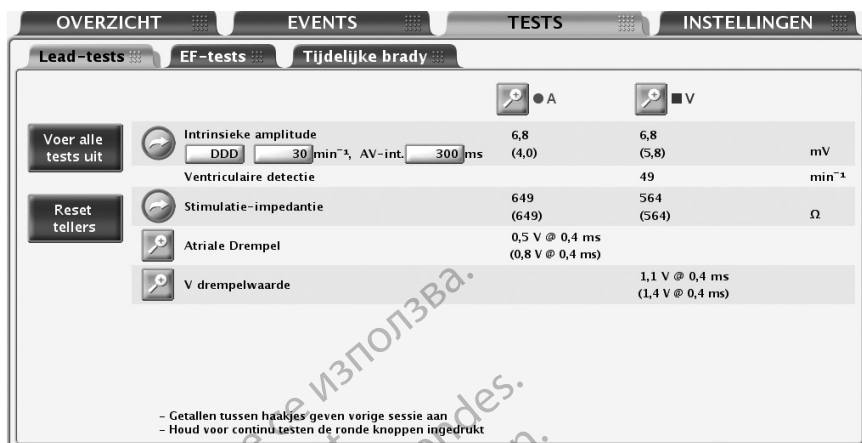 OVERZICHT EVENTS TESTS INSTELLINGEN
Lead-tests EF-tests Tijdelijke brady
A V
Voer alle tests uit
Intrinsieke amplitude 6,8 6,8
DDD 30 min⁻¹, AV-int. 300 ms (4,0) (5,8) mV
Ventriculaire detectie 49 min⁻¹
Reset tellers
Stimulatie-impedantie 649 564
(649) (564) Ω
Atriale Drempel 0,5 V @ 0,4 ms
(0,8 V @ 0,4 ms)
V drempelwaarde 1,1 V @ 0,4 ms
(1,4 V @ 0,4 ms)
- Getallen tussen haakjes geven vorige sessie aan
- Houd voor continu testen de ronde knoppen ingedrukt
се използва.